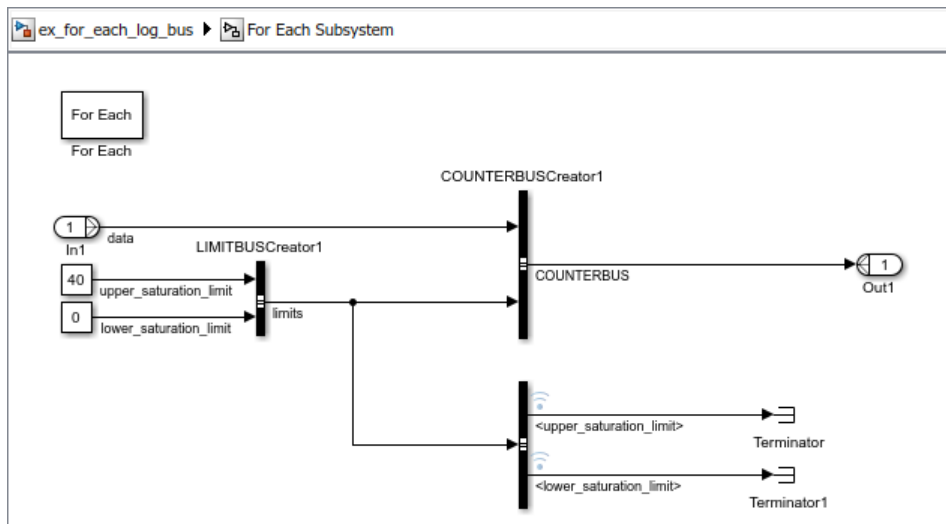 ex_for_each_log_bus For Each Subsystem
For Each
For Each
COUNTERBUSCreator1
1
data
In1
LIMITBUSCreator1
40
upper_saturation_limit
0
lower_saturation_limit
limits
COUNTERBUS
1
Out1
<upper_saturation_limit>
Terminator
<lower_saturation_limit>
Terminator1